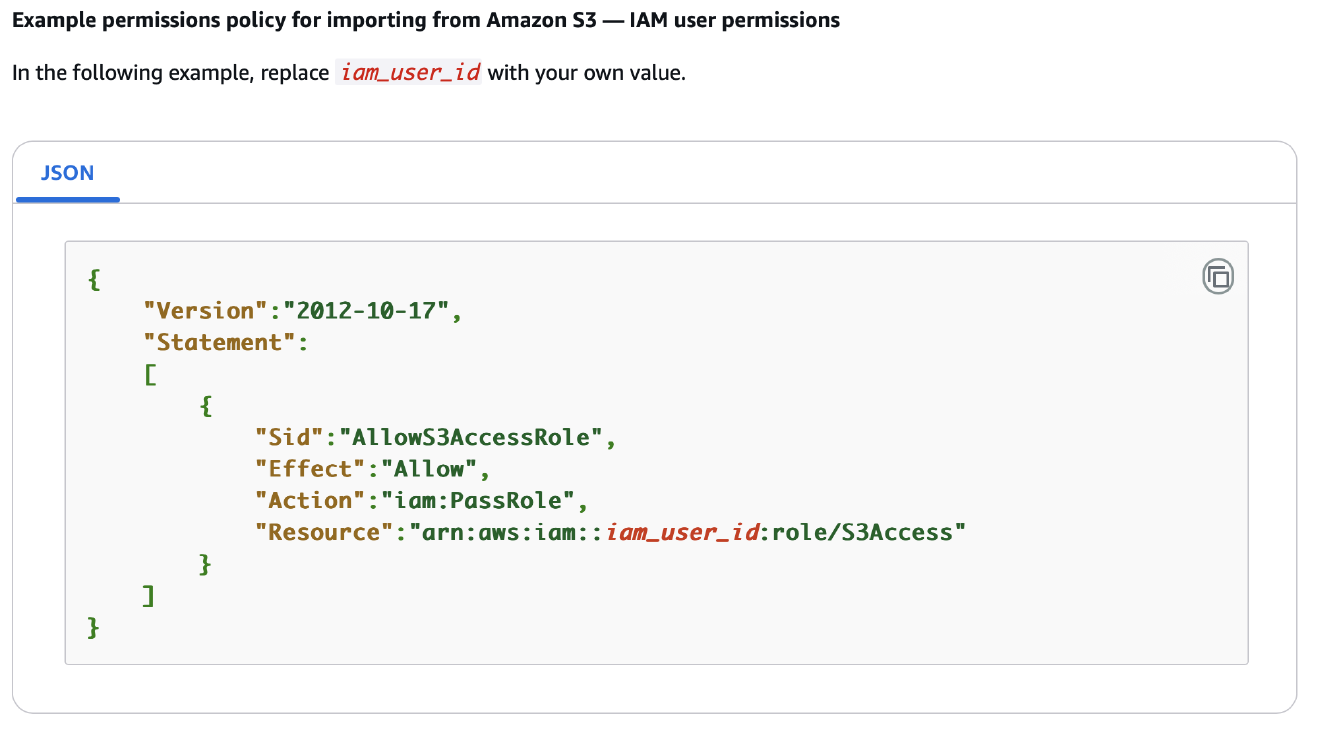 Example permissions policy for importing from Amazon S3 — IAM user permissions
In the following example, replace iam_user_id with your own value.
JSON
{
    "Version":"2012-10-17",
    "Statement":
    [
        {
            "Sid":"AllowS3AccessRole",
            "Effect":"Allow",
            "Action":"iam:PassRole",
            "Resource":"arn:aws:iam::iam_user_id:role/S3Access"
        }
    ]
}